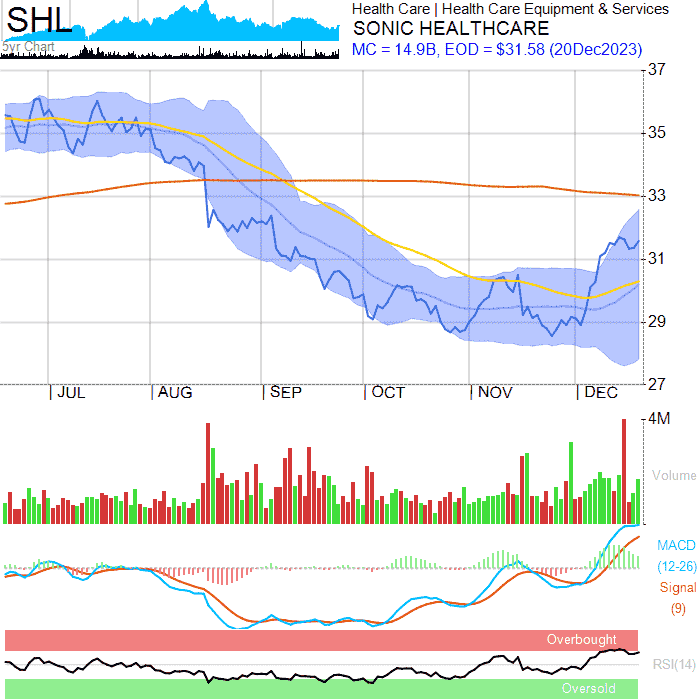 SHL
5yr Chart
Health Care | Health Care Equipment & Services
SONIC HEALTHCARE
MC = 14.9B, EOD = $31.58 (20Dec2023)
37
35
33
31
29
27
JUL AUG SEP OCT NOV DEC
4M
Volume
MACD
(12-26)
Signal
(9)
Overbought
RSI(14)
Oversold